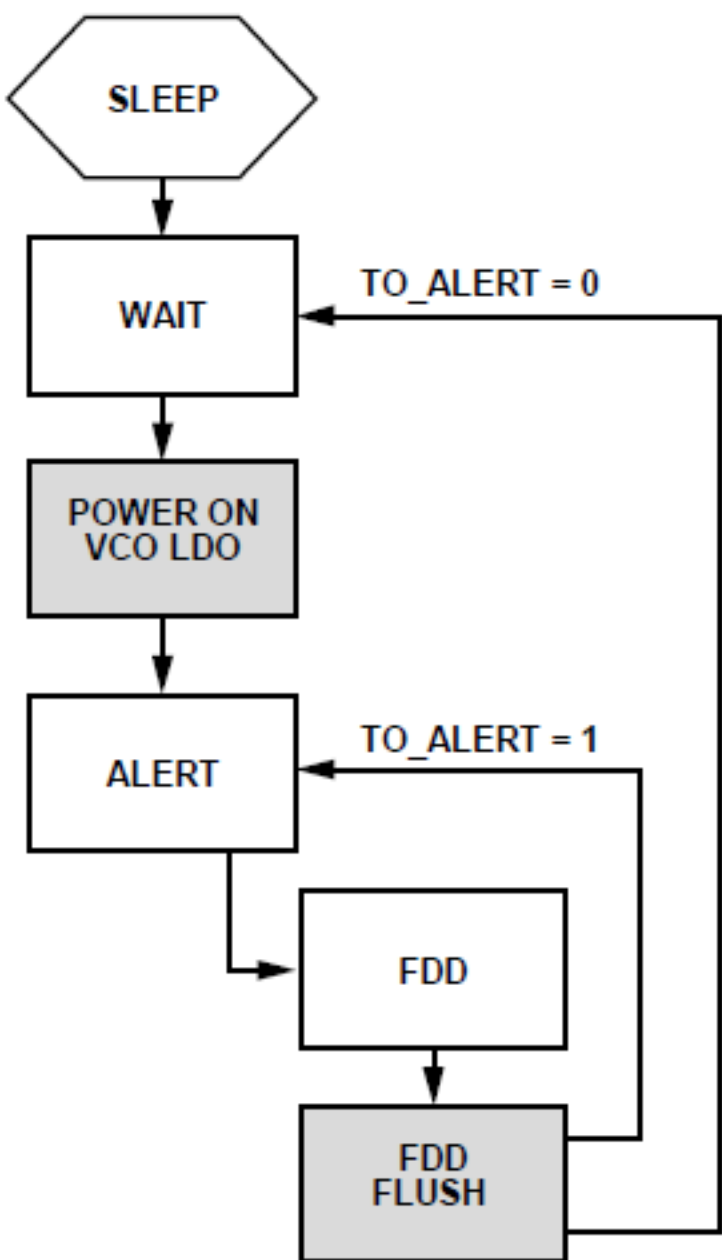 SLEEP
WAIT
TO_ALERT = 0
POWER ON
VCO LDO
ALERT
TO_ALERT = 1
FDD
FDD
FLUSH